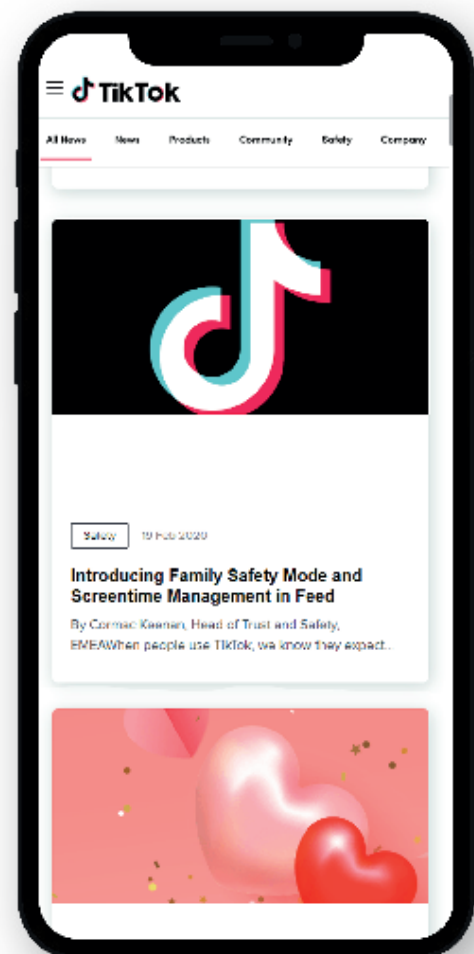 TikTok
All News News Products Community Safety Company
Safety 19 Feb 2020
Introducing Family Safety Mode and
Screentime Management in Feed
By Cormac Keenan, Head of Trust and Safety,
EMEAWhen people use TikTok, we know they expect...